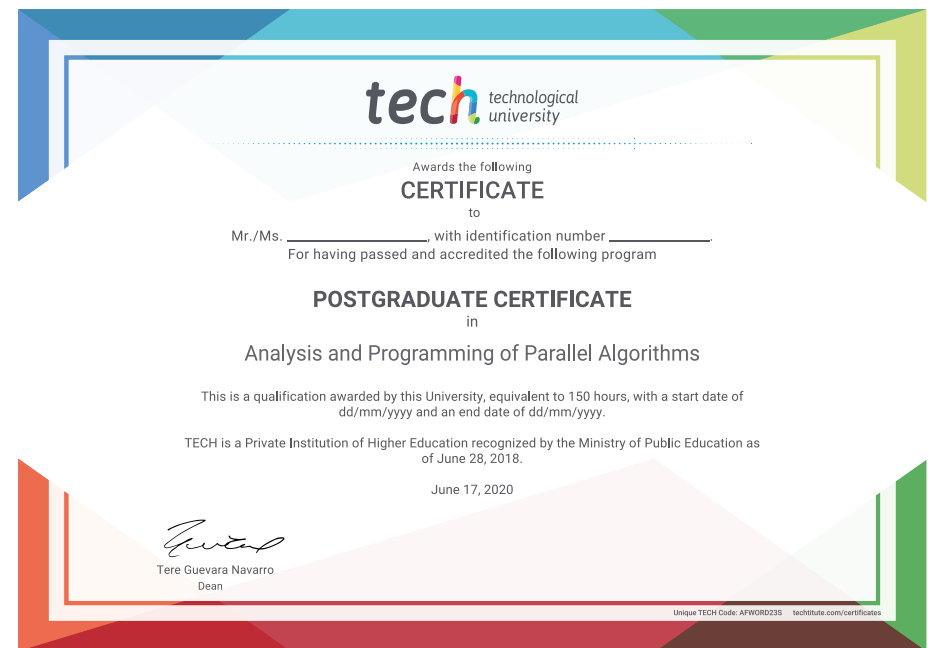 tech technological
university
Awards the following
CERTIFICATE
to
Mr./Ms. ____________________, with identification number ______________.
For having passed and accredited the following program
POSTGRADUATE CERTIFICATE
in
Analysis and Programming of Parallel Algorithms
This is a qualification awarded by this University, equivalent to 150 hours, with a start date of
dd/mm/yyyy and an end date of dd/mm/yyyy.
TECH is a Private Institution of Higher Education recognized by the Ministry of Public Education as
of June 28, 2018.
June 17, 2020
Tere Guevara Navarro
Dean
Unique TECH Code: AFWORD23S techtitute.com/certificates